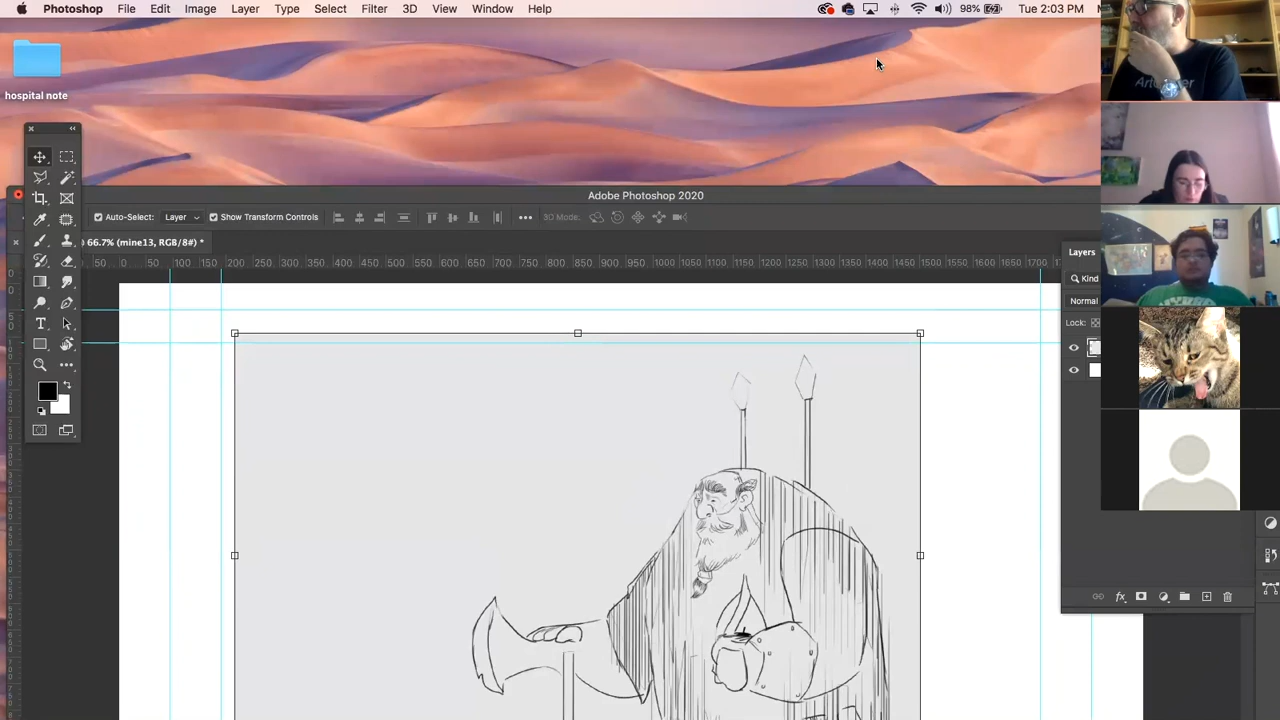 Photoshop File Edit Image Layer Type Select Filter 3D View Window Help 98% Tue 2:03 PM
hospital note
Adobe Photoshop 2020
Auto-Select: Layer Show Transform Controls 3D Mode:
66.7% (mine13, RGB/8#) *
50 0 50 100 150 200 250 300 350 400 450 500 550 600 650 700 750 800 850 900 950 1000 1050 1100 1150 1200 1250 1300 1350 1400 1450 1500 1550 1600 1650 1700
Layers
Kind
Normal
Lock: